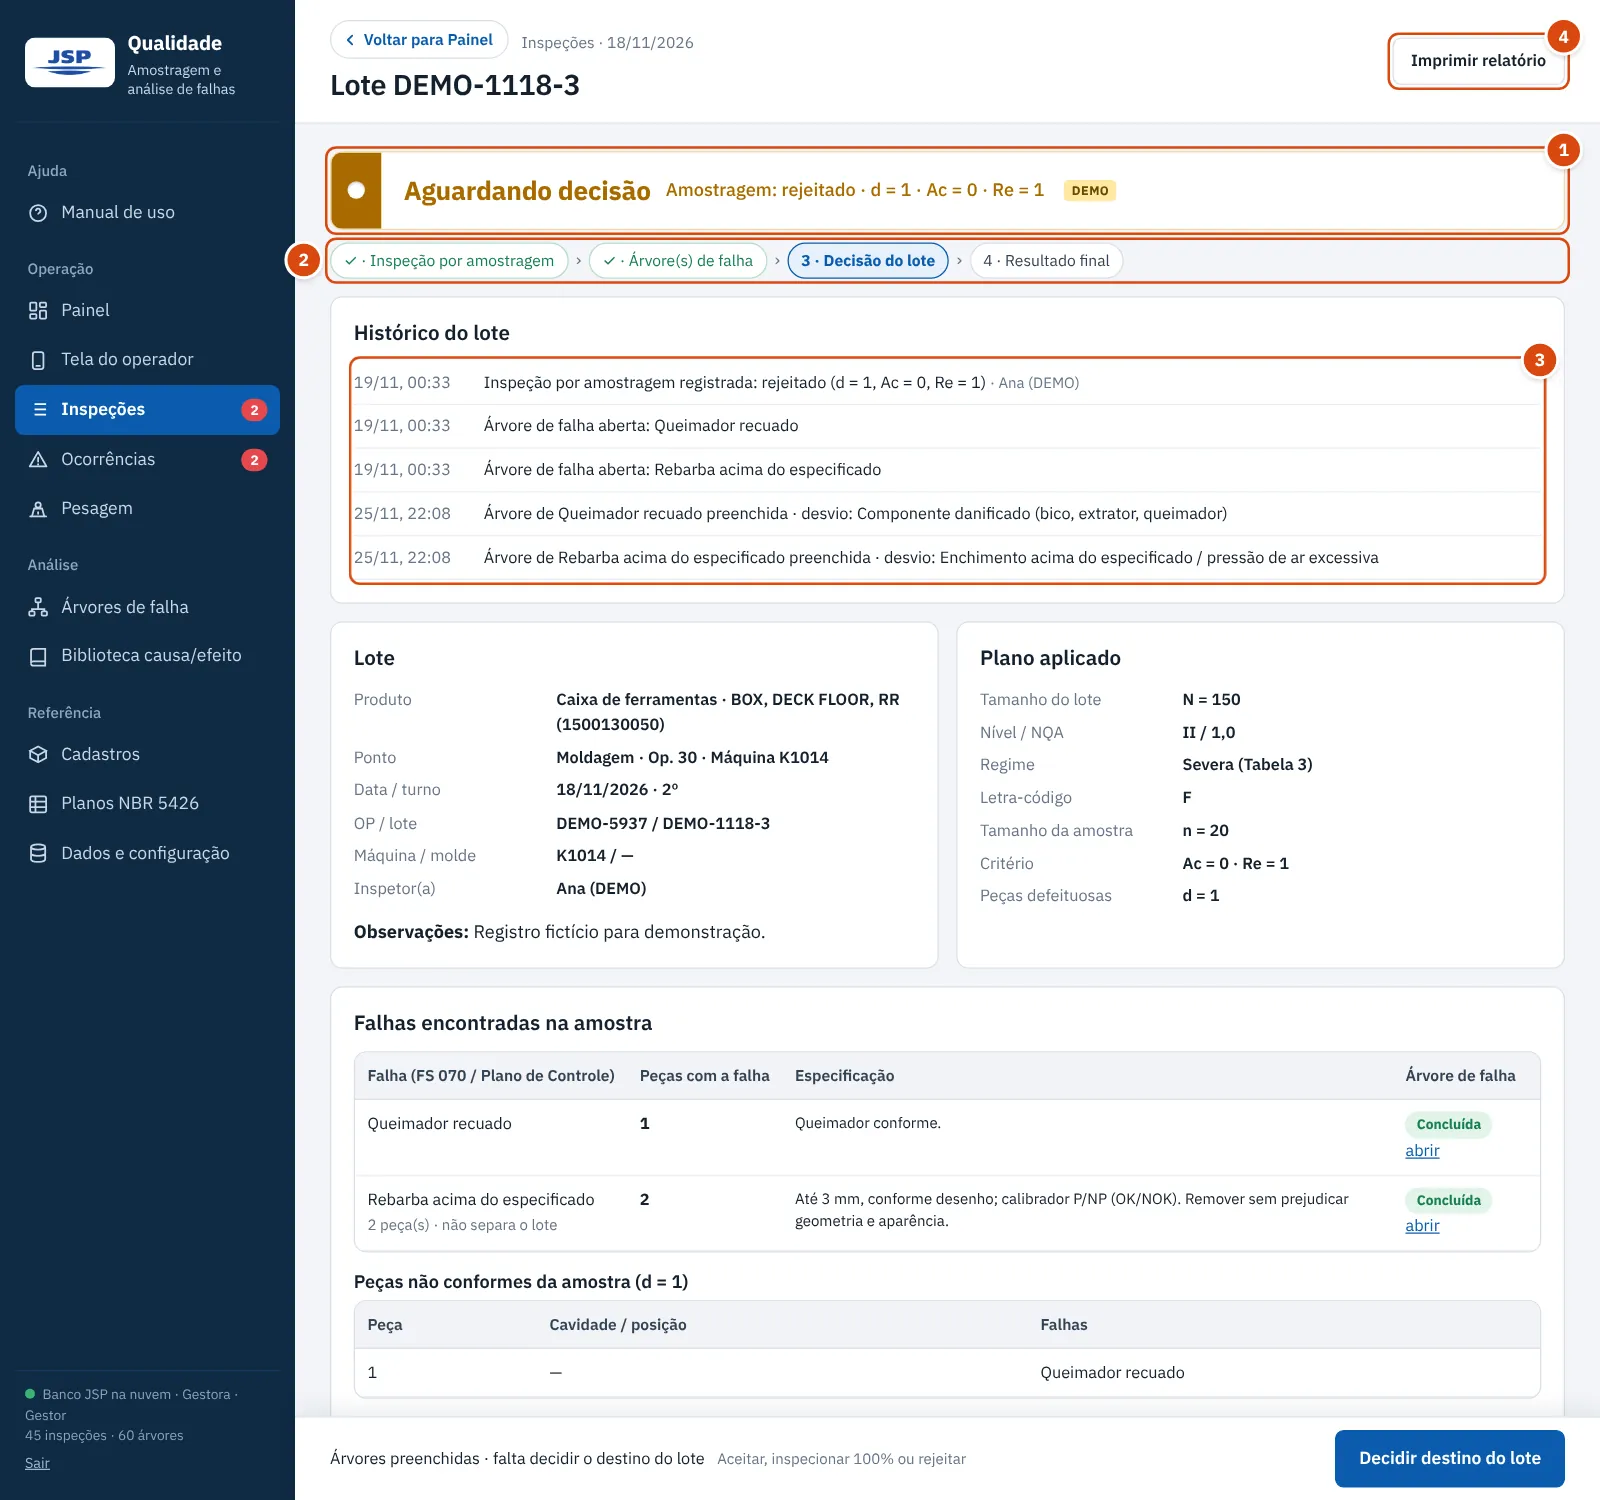 JSP
Qualidade
Amostragem e
análise de falhas
Ajuda
Manual de uso
Operação
Painel
Tela do operador
Inspeções 2
Ocorrências 2
Pesagem
Análise
Árvores de falha
Biblioteca causa/efeito
Referência
Cadastros
Planos NBR 5426
Dados e configuração
Banco JSP na nuvem · Gestora ·
Gestor
45 inspeções · 60 árvores
Sair
Voltar para Painel
Inspeções · 18/11/2026
Lote DEMO-1118-3
Imprimir relatório
4
1
Aguardando decisão Amostragem: rejeitado · d = 1 · Ac = 0 · Re = 1 DEMO
2
✓ · Inspeção por amostragem › ✓ · Árvore(s) de falha › 3 · Decisão do lote › 4 · Resultado final
Histórico do lote
3
19/11, 00:33 Inspeção por amostragem registrada: rejeitado (d = 1, Ac = 0, Re = 1) · Ana (DEMO)
19/11, 00:33 Árvore de falha aberta: Queimador recuado
19/11, 00:33 Árvore de falha aberta: Rebarba acima do especificado
25/11, 22:08 Árvore de Queimador recuado preenchida · desvio: Componente danificado (bico, extrator, queimador)
25/11, 22:08 Árvore de Rebarba acima do especificado preenchida · desvio: Enchimento acima do especificado / pressão de ar excessiva
Lote
Produto Caixa de ferramentas · BOX, DECK FLOOR, RR
(1500130050)
Ponto Moldagem · Op. 30 · Máquina K1014
Data / turno 18/11/2026 · 2º
OP / lote DEMO-5937 / DEMO-1118-3
Máquina / molde K1014 / —
Inspetor(a) Ana (DEMO)
Observações: Registro fictício para demonstração.
Plano aplicado
Tamanho do lote N = 150
Nível / NQA II / 1,0
Regime Severa (Tabela 3)
Letra-código F
Tamanho da amostra n = 20
Critério Ac = 0 · Re = 1
Peças defeituosas d = 1
Falhas encontradas na amostra
Falha (FS 070 / Plano de Controle) Peças com a falha Especificação Árvore de falha
Queimador recuado 1 Queimador conforme. Concluída
abrir
Rebarba acima do especificado 2 Até 3 mm, conforme desenho; calibrador P/NP (OK/NOK). Remover sem prejudicar Concluída
2 peça(s) · não separa o lote geometria e aparência. abrir
Peças não conformes da amostra (d = 1)
Peça Cavidade / posição Falhas
1 — Queimador recuado
Árvores preenchidas · falta decidir o destino do lote Aceitar, inspecionar 100% ou rejeitar
Decidir destino do lote